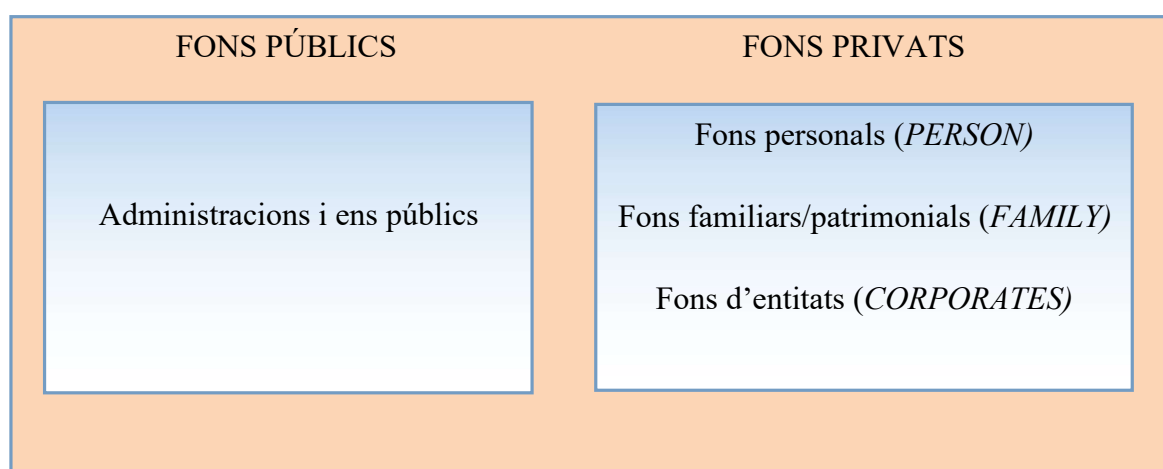 FONS PÚBLICS
Administracions i ens públics
FONS PRIVATS
Fons personals (PERSON)
Fons familiars/patrimonials (FAMILY)
Fons d’entitats (CORPORATES)